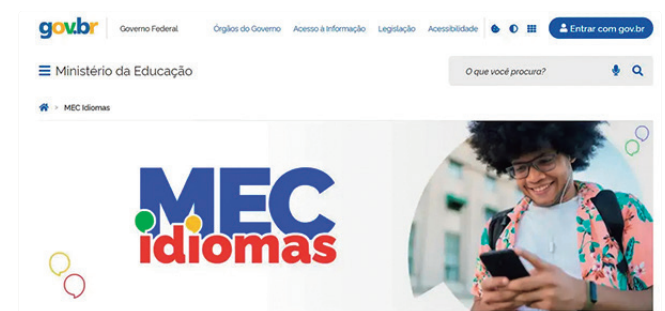 gov.br Governo Federal Órgãos do Governo Acesso à Informação Legislação Acessibilidade Entrar com gov.br
Ministério da Educação O que você procura?
> MEC Idiomas
MEC
idiomas